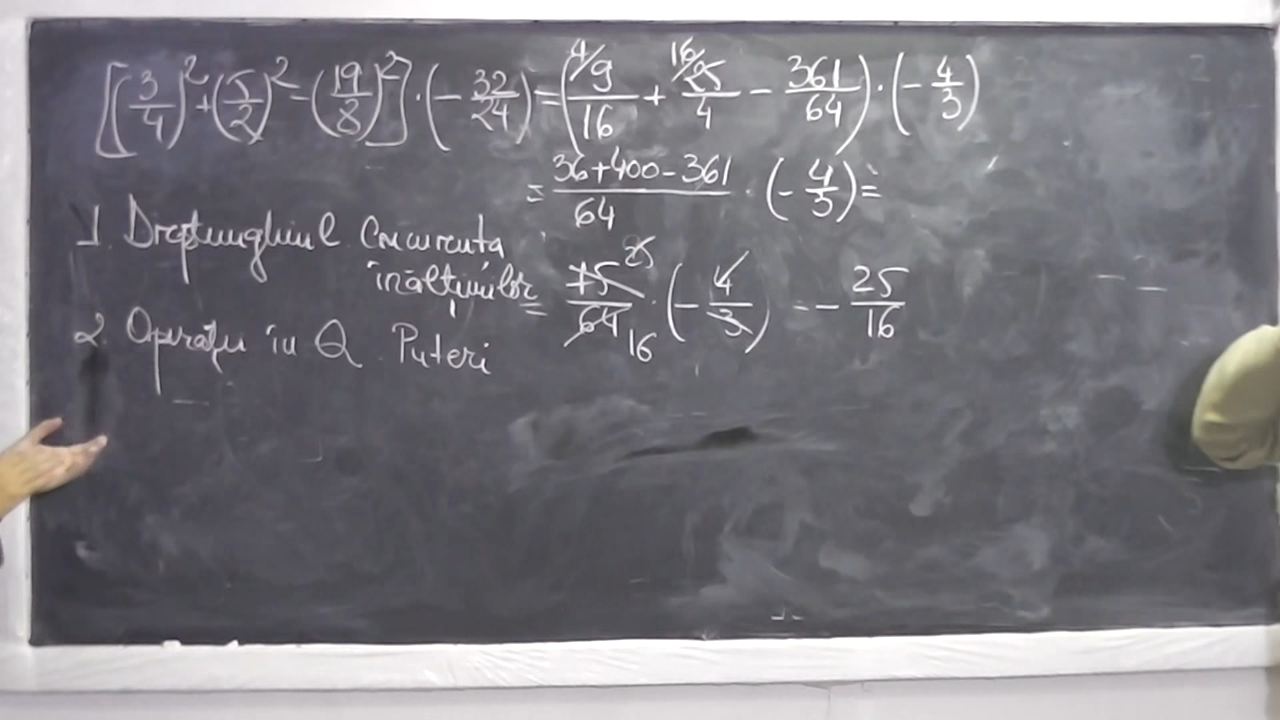 [(3/4)² + (5/2)² - (19/8)²] · (- 32/24) = (⁴⁄9/16 + ¹⁶⁄25/4 - 361/64) · (- 4/3)
= 36+400-361/64 · (- 4/3) =
1. Dreptunghiul. Concurența
înălțimilor
= 75/64 25 16 · (- 4/3) = - 25/16
2. Operații în Q. Puteri